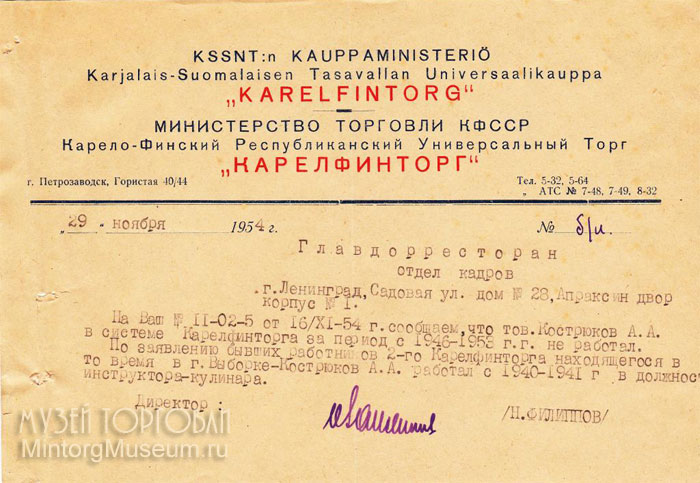 KSSNT:n KAUPPAMINISTERIÖ
Karjalais-Suomalaisen Tasavallan Universaalikauppa
„KARELFINTORG“
МИНИСТЕРСТВО ТОРГОВЛИ КФССР
Карело-Финский Республиканский Универсальный Торг
„КАРЕЛФИНТОРГ“
г. Петрозаводск, Гористая 40/44
Тел. 5-32, 5-64
„ АТС № 7-48, 7-49, 8-32
„29“ ноября 1954 г. № б/н.
Главдорресторан
отдел кадров
.г.Ленинград,Садовая ул. дом № 28,Апраксин двор
корпус № I.
На Ваш № II-02-5 от I6/XI-54 г.сообщаем,что тов.Кострюков А.А.
в системе Карелфинторга за период с 1946-1953 г.г. не работал.
По заявлению бывших работников 2-го Карелфинторга находящегося в
то время в г.Выборке-Кострюков А.А. работал с 1940-1941 г в должнос
инструктора-кулинара.
Директор : /Н.ФИЛИППОВ/
МУЗЕЙ ТОРГОВЛИ
MintorgMuseum.ru